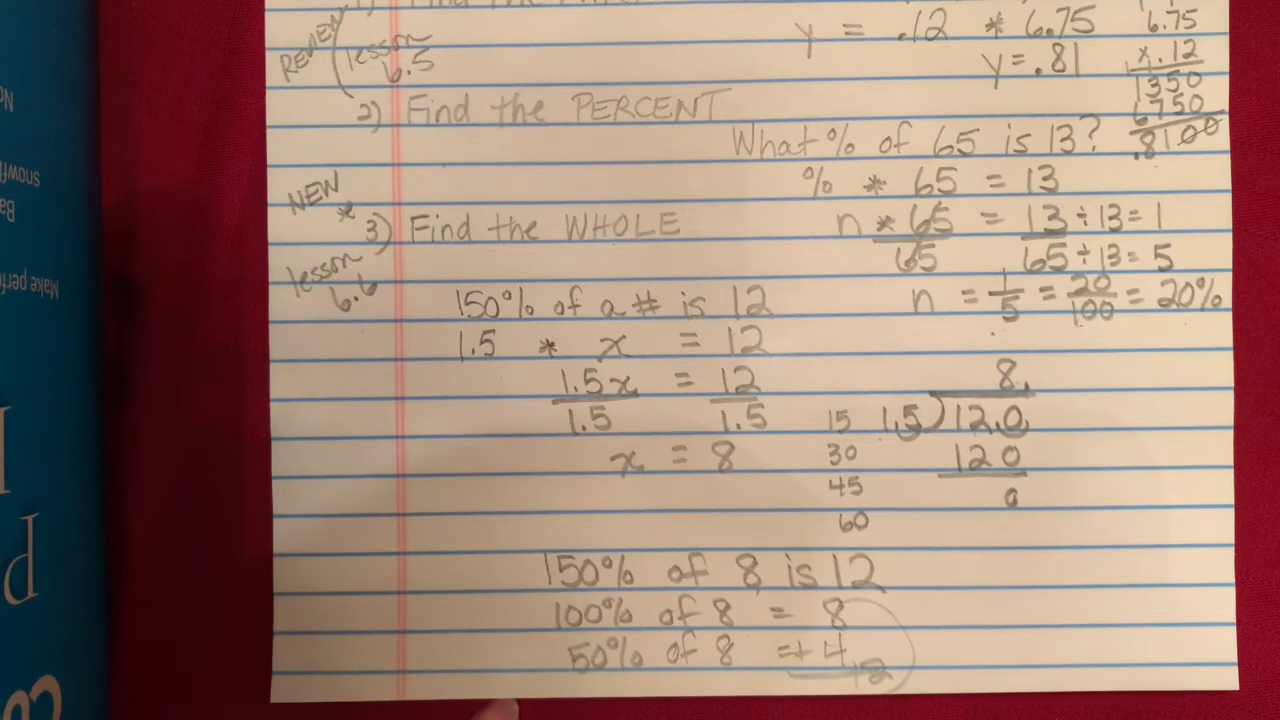 REVIEW
lesson
6.5
y = .12 * 6.75
y = .81
6.75
x .12
1350
6750
.8100
2) Find the PERCENT
What % of 65 is 13?
% * 65 = 13
n * 65 = 13 ÷ 13 = 1
65 65 ÷ 13 = 5
n = 1/5 = 20/100 = 20%
NEW
*
3) Find the WHOLE
lesson
6.6
150% of a # is 12
1.5 * x = 12
1.5x = 12
1.5 1.5
x = 8
8.
1.5)12.0
120
0
15
30
45
60
150% of 8 is 12
100% of 8 = 8
50% of 8 = + 4
12